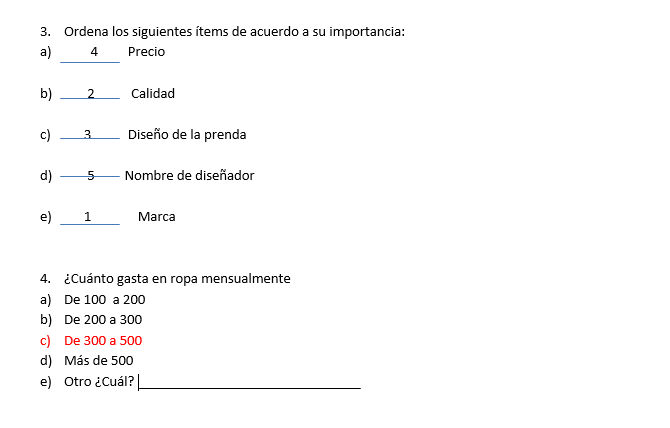 3. Ordena los siguientes ítems de acuerdo a su importancia:
a) 4 Precio
b) 2 Calidad
c) 3 Diseño de la prenda
d) 5 Nombre de diseñador
e) 1 Marca
4. ¿Cuánto gasta en ropa mensualmente
a) De 100 a 200
b) De 200 a 300
c) De 300 a 500
d) Más de 500
e) Otro ¿Cuál?